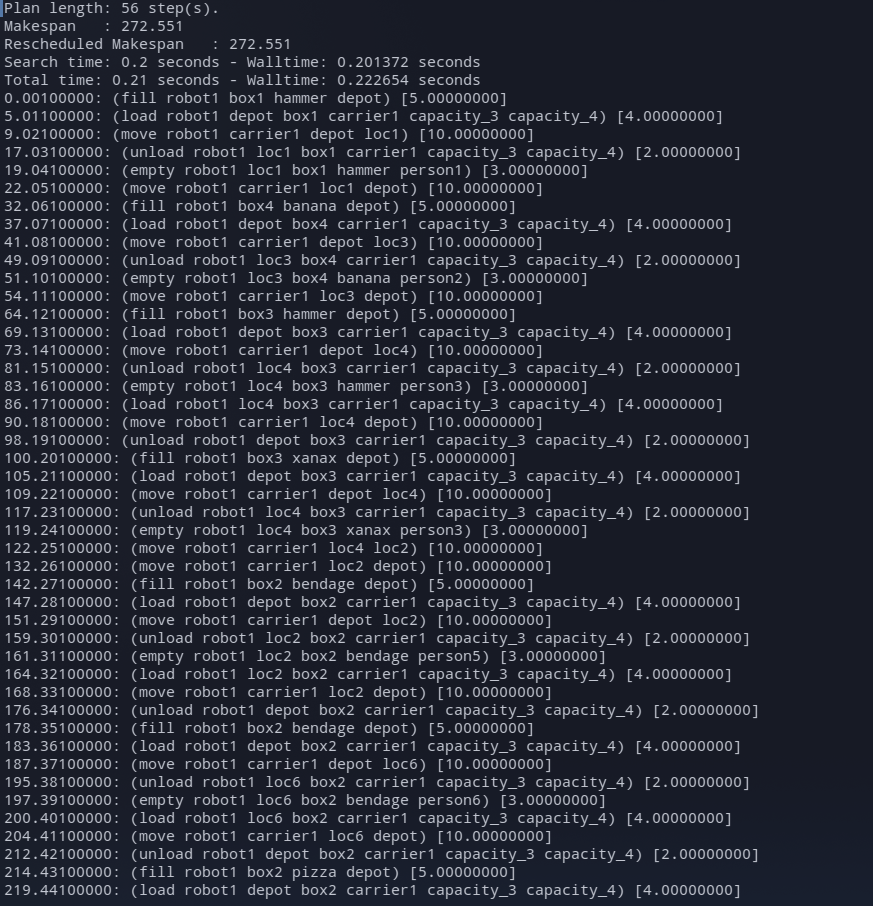 Plan length: 56 step(s).
Makespan   : 272.551
Rescheduled Makespan   : 272.551
Search time: 0.2 seconds - Walltime: 0.201372 seconds
Total time: 0.21 seconds - Walltime: 0.222654 seconds
0.00100000: (fill robot1 box1 hammer depot) [5.00000000]
5.01100000: (load robot1 depot box1 carrier1 capacity_3 capacity_4) [4.00000000]
9.02100000: (move robot1 carrier1 depot loc1) [10.00000000]
17.03100000: (unload robot1 loc1 box1 carrier1 capacity_3 capacity_4) [2.00000000]
19.04100000: (empty robot1 loc1 box1 hammer person1) [3.00000000]
22.05100000: (move robot1 carrier1 loc1 depot) [10.00000000]
32.06100000: (fill robot1 box4 banana depot) [5.00000000]
37.07100000: (load robot1 depot box4 carrier1 capacity_3 capacity_4) [4.00000000]
41.08100000: (move robot1 carrier1 depot loc3) [10.00000000]
49.09100000: (unload robot1 loc3 box4 carrier1 capacity_3 capacity_4) [2.00000000]
51.10100000: (empty robot1 loc3 box4 banana person2) [3.00000000]
54.11100000: (move robot1 carrier1 loc3 depot) [10.00000000]
64.12100000: (fill robot1 box3 hammer depot) [5.00000000]
69.13100000: (load robot1 depot box3 carrier1 capacity_3 capacity_4) [4.00000000]
73.14100000: (move robot1 carrier1 depot loc4) [10.00000000]
81.15100000: (unload robot1 loc4 box3 carrier1 capacity_3 capacity_4) [2.00000000]
83.16100000: (empty robot1 loc4 box3 hammer person3) [3.00000000]
86.17100000: (load robot1 loc4 box3 carrier1 capacity_3 capacity_4) [4.00000000]
90.18100000: (move robot1 carrier1 loc4 depot) [10.00000000]
98.19100000: (unload robot1 depot box3 carrier1 capacity_3 capacity_4) [2.00000000]
100.20100000: (fill robot1 box3 xanax depot) [5.00000000]
105.21100000: (load robot1 depot box3 carrier1 capacity_3 capacity_4) [4.00000000]
109.22100000: (move robot1 carrier1 depot loc4) [10.00000000]
117.23100000: (unload robot1 loc4 box3 carrier1 capacity_3 capacity_4) [2.00000000]
119.24100000: (empty robot1 loc4 box3 xanax person3) [3.00000000]
122.25100000: (move robot1 carrier1 loc4 loc2) [10.00000000]
132.26100000: (move robot1 carrier1 loc2 depot) [10.00000000]
142.27100000: (fill robot1 box2 bendage depot) [5.00000000]
147.28100000: (load robot1 depot box2 carrier1 capacity_3 capacity_4) [4.00000000]
151.29100000: (move robot1 carrier1 depot loc2) [10.00000000]
159.30100000: (unload robot1 loc2 box2 carrier1 capacity_3 capacity_4) [2.00000000]
161.31100000: (empty robot1 loc2 box2 bendage person5) [3.00000000]
164.32100000: (load robot1 loc2 box2 carrier1 capacity_3 capacity_4) [4.00000000]
168.33100000: (move robot1 carrier1 loc2 depot) [10.00000000]
176.34100000: (unload robot1 depot box2 carrier1 capacity_3 capacity_4) [2.00000000]
178.35100000: (fill robot1 box2 bendage depot) [5.00000000]
183.36100000: (load robot1 depot box2 carrier1 capacity_3 capacity_4) [4.00000000]
187.37100000: (move robot1 carrier1 depot loc6) [10.00000000]
195.38100000: (unload robot1 loc6 box2 carrier1 capacity_3 capacity_4) [2.00000000]
197.39100000: (empty robot1 loc6 box2 bendage person6) [3.00000000]
200.40100000: (load robot1 loc6 box2 carrier1 capacity_3 capacity_4) [4.00000000]
204.41100000: (move robot1 carrier1 loc6 depot) [10.00000000]
212.42100000: (unload robot1 depot box2 carrier1 capacity_3 capacity_4) [2.00000000]
214.43100000: (fill robot1 box2 pizza depot) [5.00000000]
219.44100000: (load robot1 depot box2 carrier1 capacity_3 capacity_4) [4.00000000]